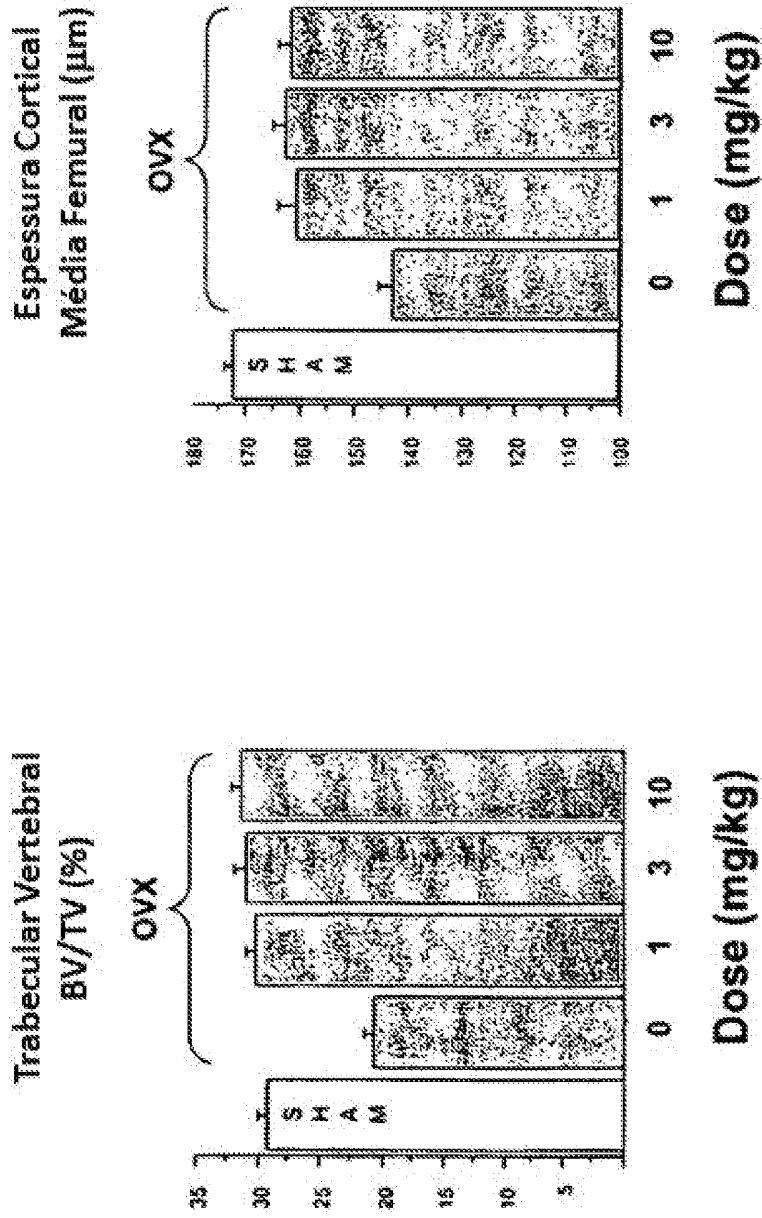 Trabecular Vertebral
BV/TV (%)
OVX
35
30
25
20
15
10
5
S
H
A
M
0
1
3
10
Dose (mg/kg)
Espessura Cortical
Média Femural (µm)
OVX
180
170
160
150
140
130
120
110
100
S
H
A
M
0
1
3
10
Dose (mg/kg)